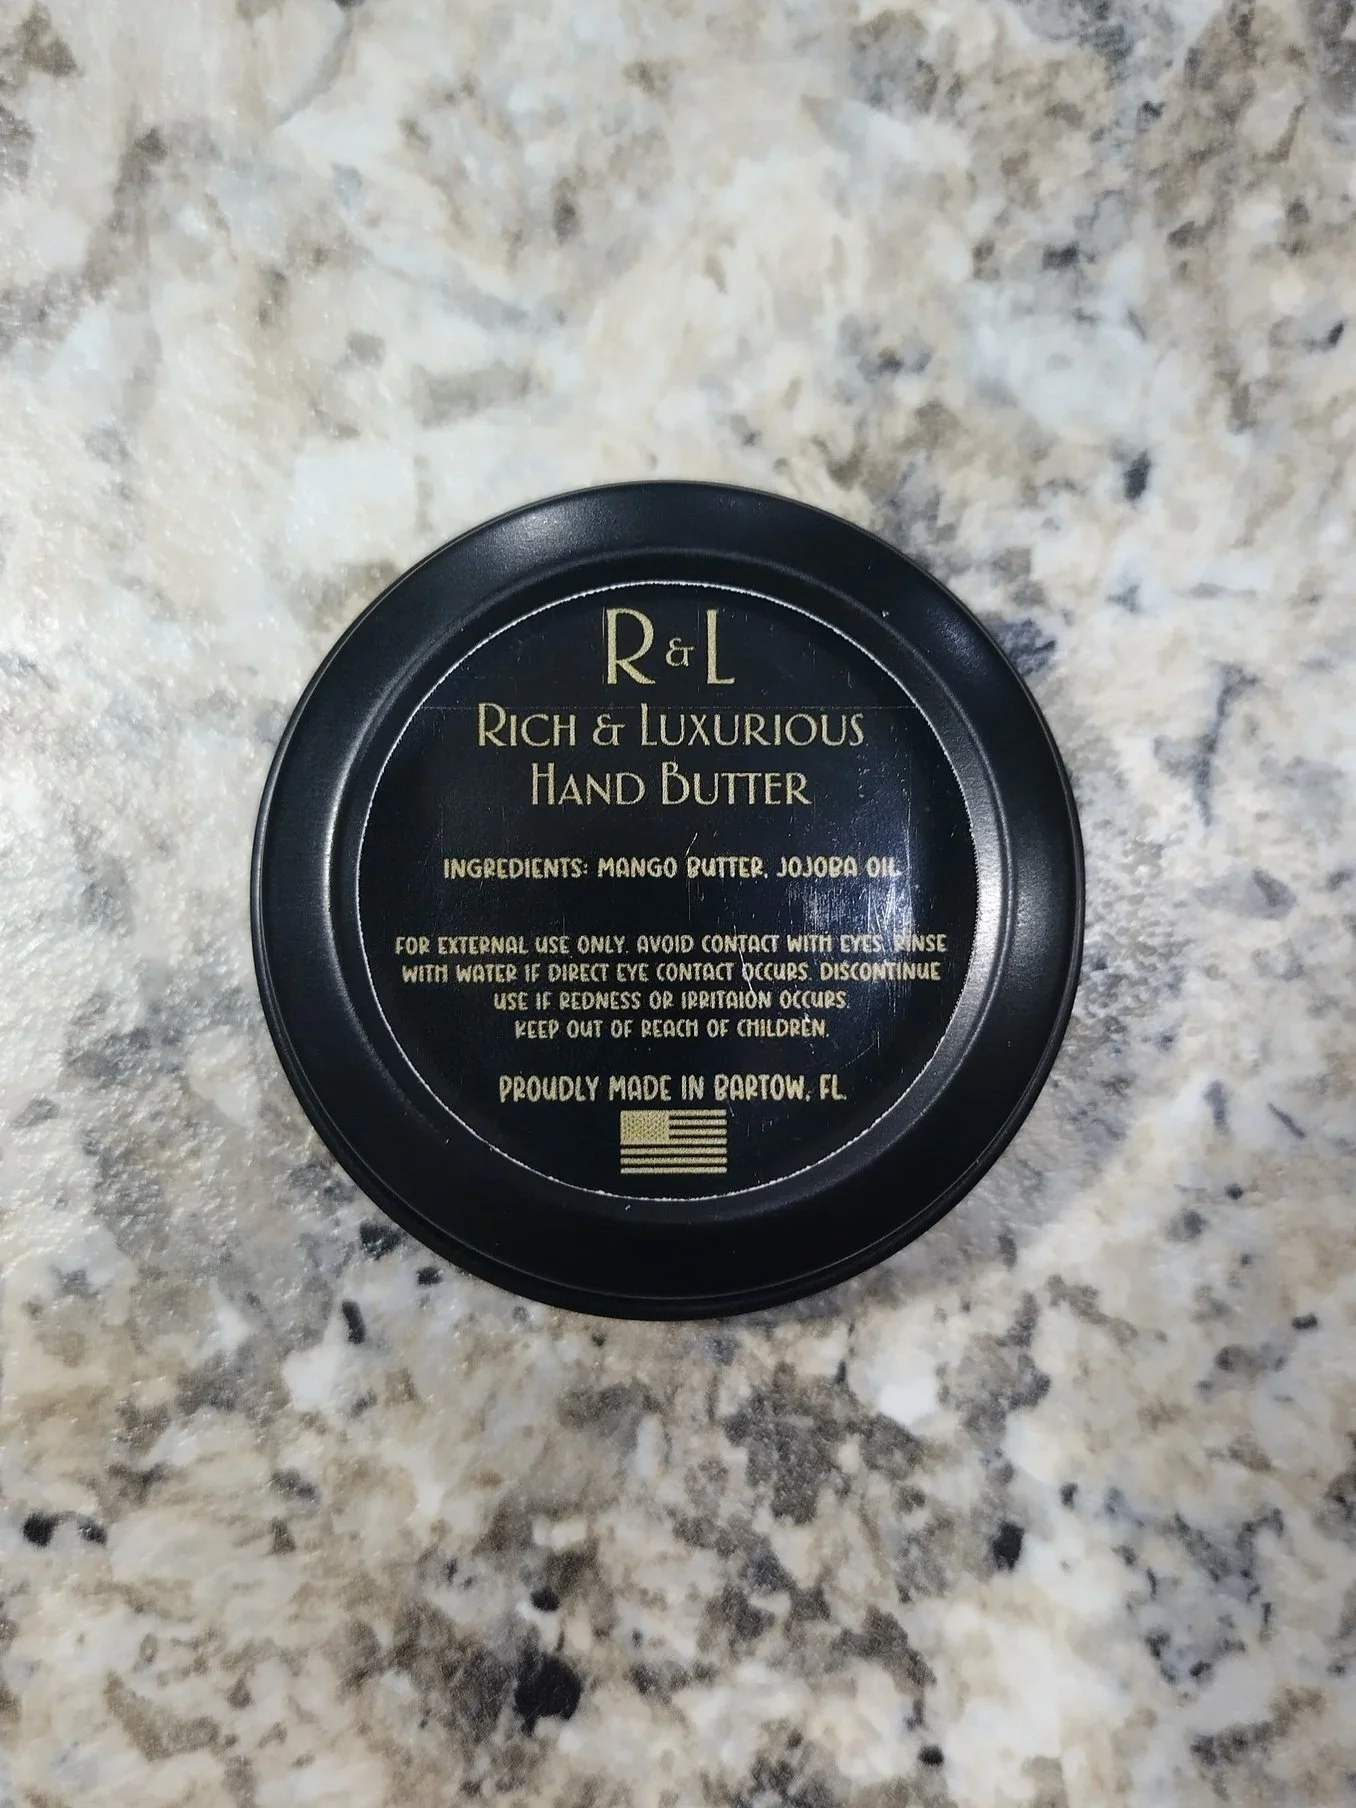 R & L
RICH & LUXURIOUS
HAND BUTTER
INGREDIENTS: MANGO BUTTER, JOJOBA OIL
FOR EXTERNAL USE ONLY. AVOID CONTACT WITH EYES. RINSE
WITH WATER IF DIRECT EYE CONTACT OCCURS. DISCONTINUE
USE IF REDNESS OR IRRITAION OCCURS.
KEEP OUT OF REACH OF CHILDREN.
PROUDLY MADE IN BARTOW, FL.